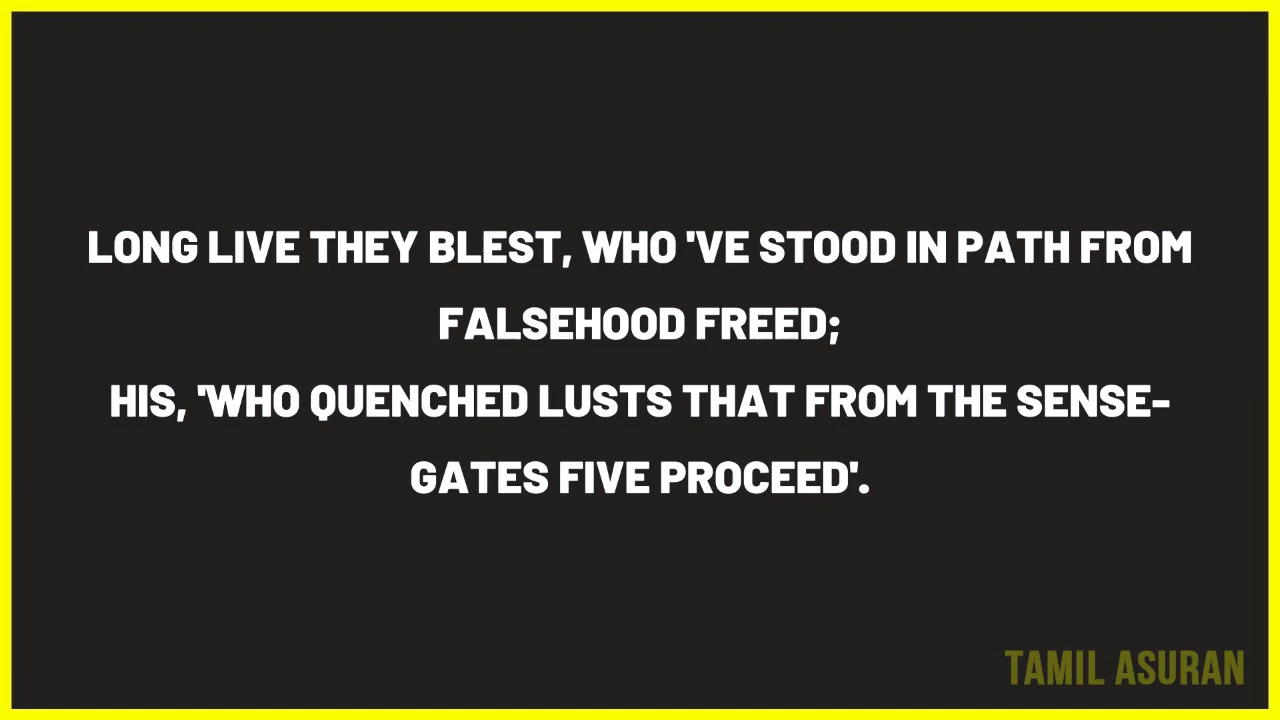 LONG LIVE THEY BLEST, WHO 'VE STOOD IN PATH FROM
FALSEHOOD FREED;
HIS, 'WHO QUENCHED LUSTS THAT FROM THE SENSE-
GATES FIVE PROCEED'.
TAMIL ASURAN